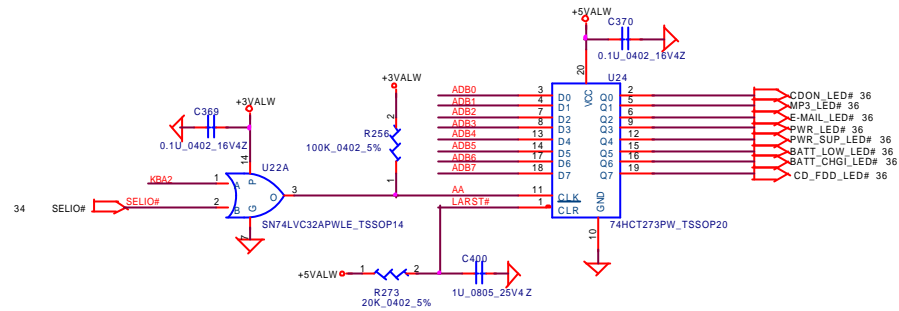 +5VALW
C370
0.1U_0402_16V4Z
20
U24
+3VALW
C369
+3VALW
0.1U_0402_16V4Z
14
U22A
KBA2 1 A P O 3
34 SELIO# SELIO# 2 B G
7
SN74LVC32APWLE_TSSOP14
2
R256
100K_0402_5%
1
VCC
ADB0 3 D0 Q0 2 CDON_LED# 36
ADB1 4 D1 Q1 5 MP3_LED# 36
ADB2 7 D2 Q2 6 E-MAIL_LED# 36
ADB3 8 D3 Q3 9 PWR_LED# 36
ADB4 13 D4 Q4 12 PWR_SUP_LED# 36
ADB5 14 D5 Q5 15 BATT_LOW_LED# 36
ADB6 17 D6 Q6 16 BATT_CHGI_LED# 36
ADB7 18 D7 Q7 19 CD_FDD_LED# 36
AA 11 CLK
LARST# 1 CLR
GND
10
74HCT273PW_TSSOP20
+5VALW 1 2
R273
20K_0402_5%
C400
1U_0805_25V4Z